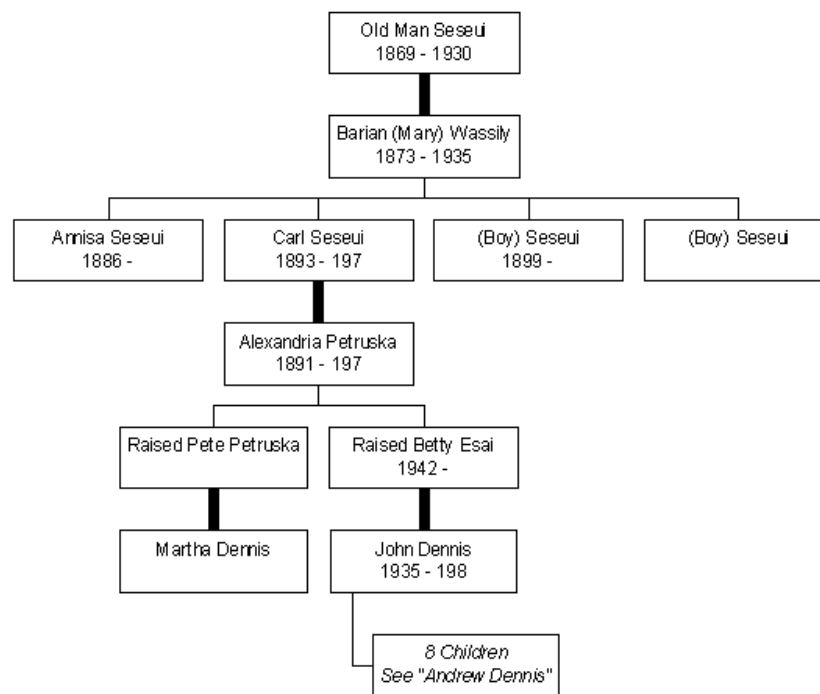 Old Man Seseui
1869 - 1930
Barian (Mary) Wassily
1873 - 1935
Annisa Seseui
1886 -
Carl Seseui
1893 - 197
(Boy) Seseui
1899 -
(Boy) Seseui
Alexandria Petruska
1891 - 197
Raised Pete Petruska
Raised Betty Esai
1942 -
Martha Dennis
John Dennis
1935 - 198
8 Children
See "Andrew Dennis"